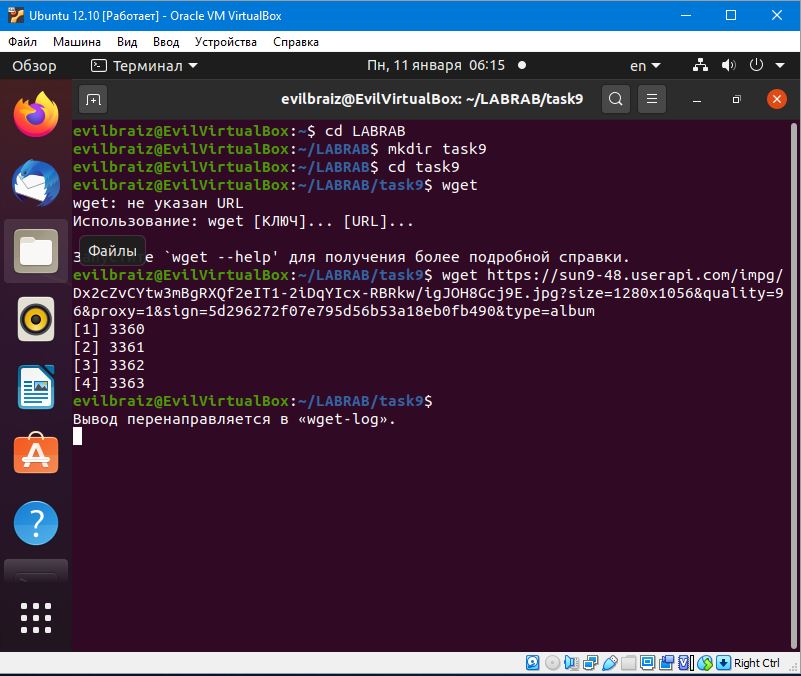 Ubuntu 12.10 [Работает] - Oracle VM VirtualBox
Файл Машина Вид Ввод Устройства Справка
Обзор Терминал Пн, 11 января 06:15 en
evilbraiz@EvilVirtualBox: ~/LABRAB/task9
evilbraiz@EvilVirtualBox:~$ cd LABRAB
evilbraiz@EvilVirtualBox:~/LABRAB$ mkdir task9
evilbraiz@EvilVirtualBox:~/LABRAB$ cd task9
evilbraiz@EvilVirtualBox:~/LABRAB/task9$ wget
wget: не указан URL
Использование: wget [КЛЮЧ]... [URL]...
Файлы
`wget --help' для получения более подробной справки.
evilbraiz@EvilVirtualBox:~/LABRAB/task9$ wget https://sun9-48.userapi.com/impg/
Dx2cZvCYtw3mBgRXQf2eIT1-2iDqYIcx-RBRkw/igJOH8Gcj9E.jpg?size=1280x1056&quality=9
6&proxy=1&sign=5d296272f07e795d56b53a18eb0fb490&type=album
[1] 3360
[2] 3361
[3] 3362
[4] 3363
evilbraiz@EvilVirtualBox:~/LABRAB/task9$
Вывод перенаправляется в «wget-log».
Right Ctrl